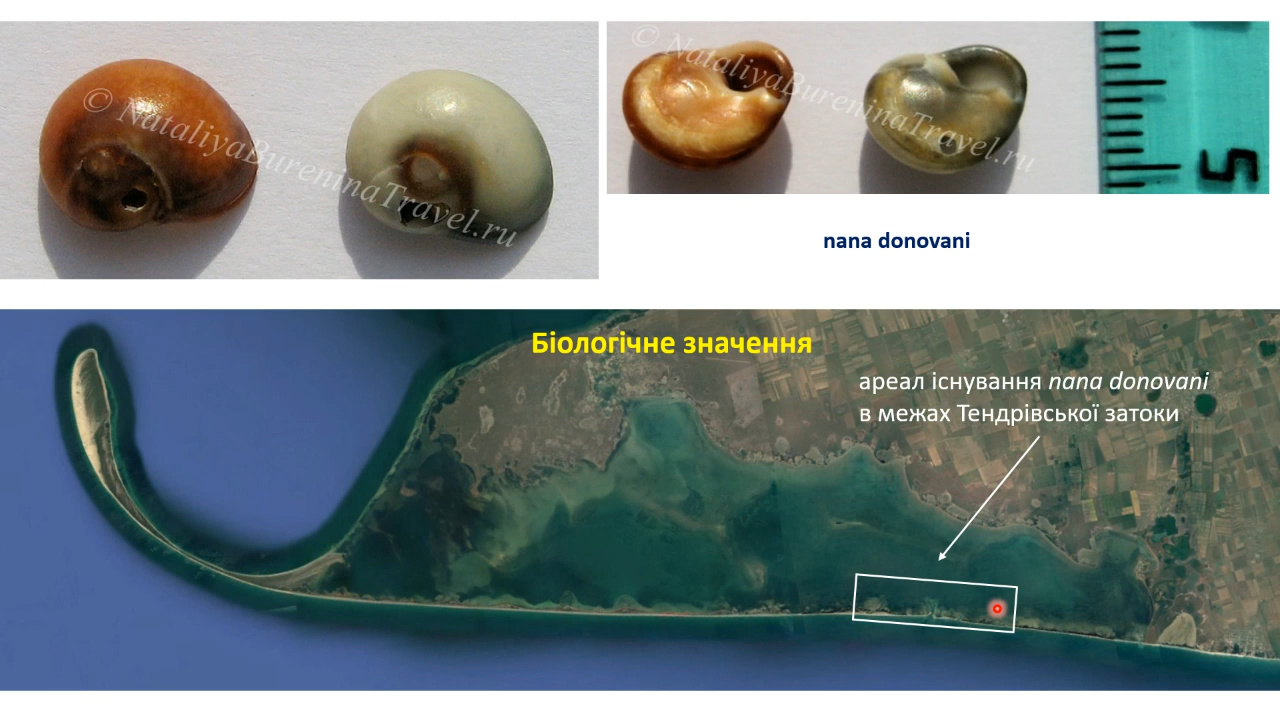 © NataliyaBureninaTravel.ru
© NataliyaBureninaTravel.ru
5
nana donovani
Біологічне значення
ареал існування nana donovani
в межах Тендрівської затоки